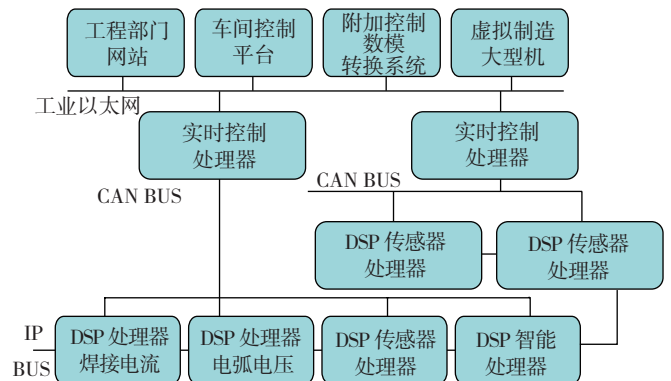 工程部门
网站
车间控制
平台
附加控制
数模
转换系统
虚拟制造
大型机
工业以太网
实时控制
处理器
实时控制
处理器
CAN BUS
CAN BUS
DSP 传感器
处理器
DSP 传感器
处理器
IP
BUS
DSP 处理器
焊接电流
DSP 处理器
电弧电压
DSP 传感器
处理器
DSP 智能
处理器